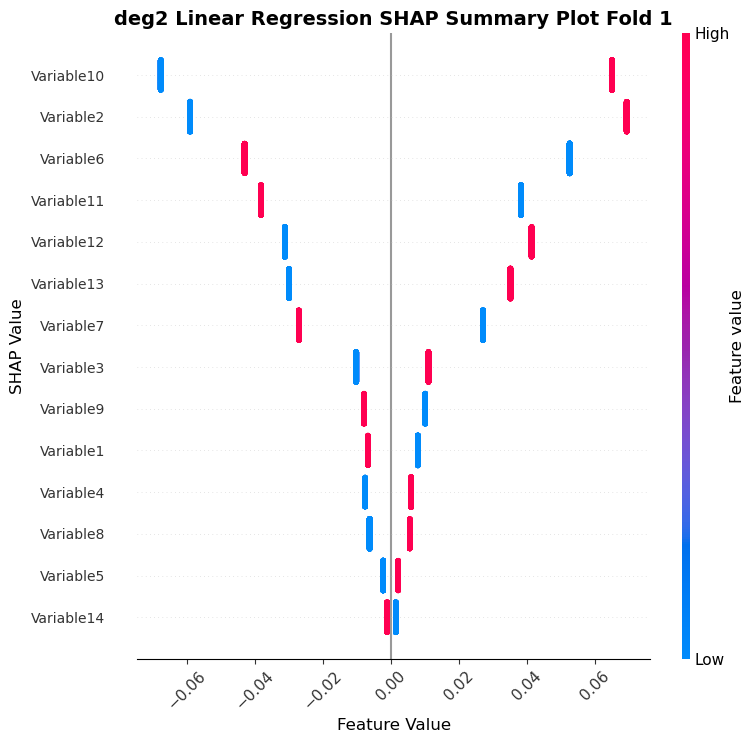 deg2 Linear Regression SHAP Summary Plot Fold 1
High
Variable10
Variable2
Variable6
Variable11
Variable12
Variable13
Variable7
Variable3
Variable9
Variable1
Variable4
Variable8
Variable5
Variable14
SHAP Value
Feature value
Low
−0.06
−0.04
−0.02
0.00
0.02
0.04
0.06
Feature Value